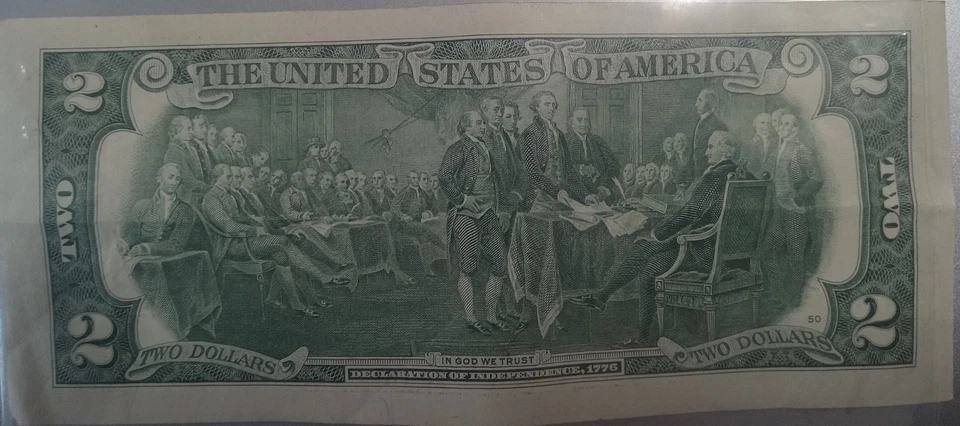 THE UNITED STATES OF AMERICA
2
2
TWO
TWO
2
2
50
TWO DOLLARS
TWO DOLLARS
IN GOD WE TRUST
DECLARATION OF INDEPENDENCE, 1776